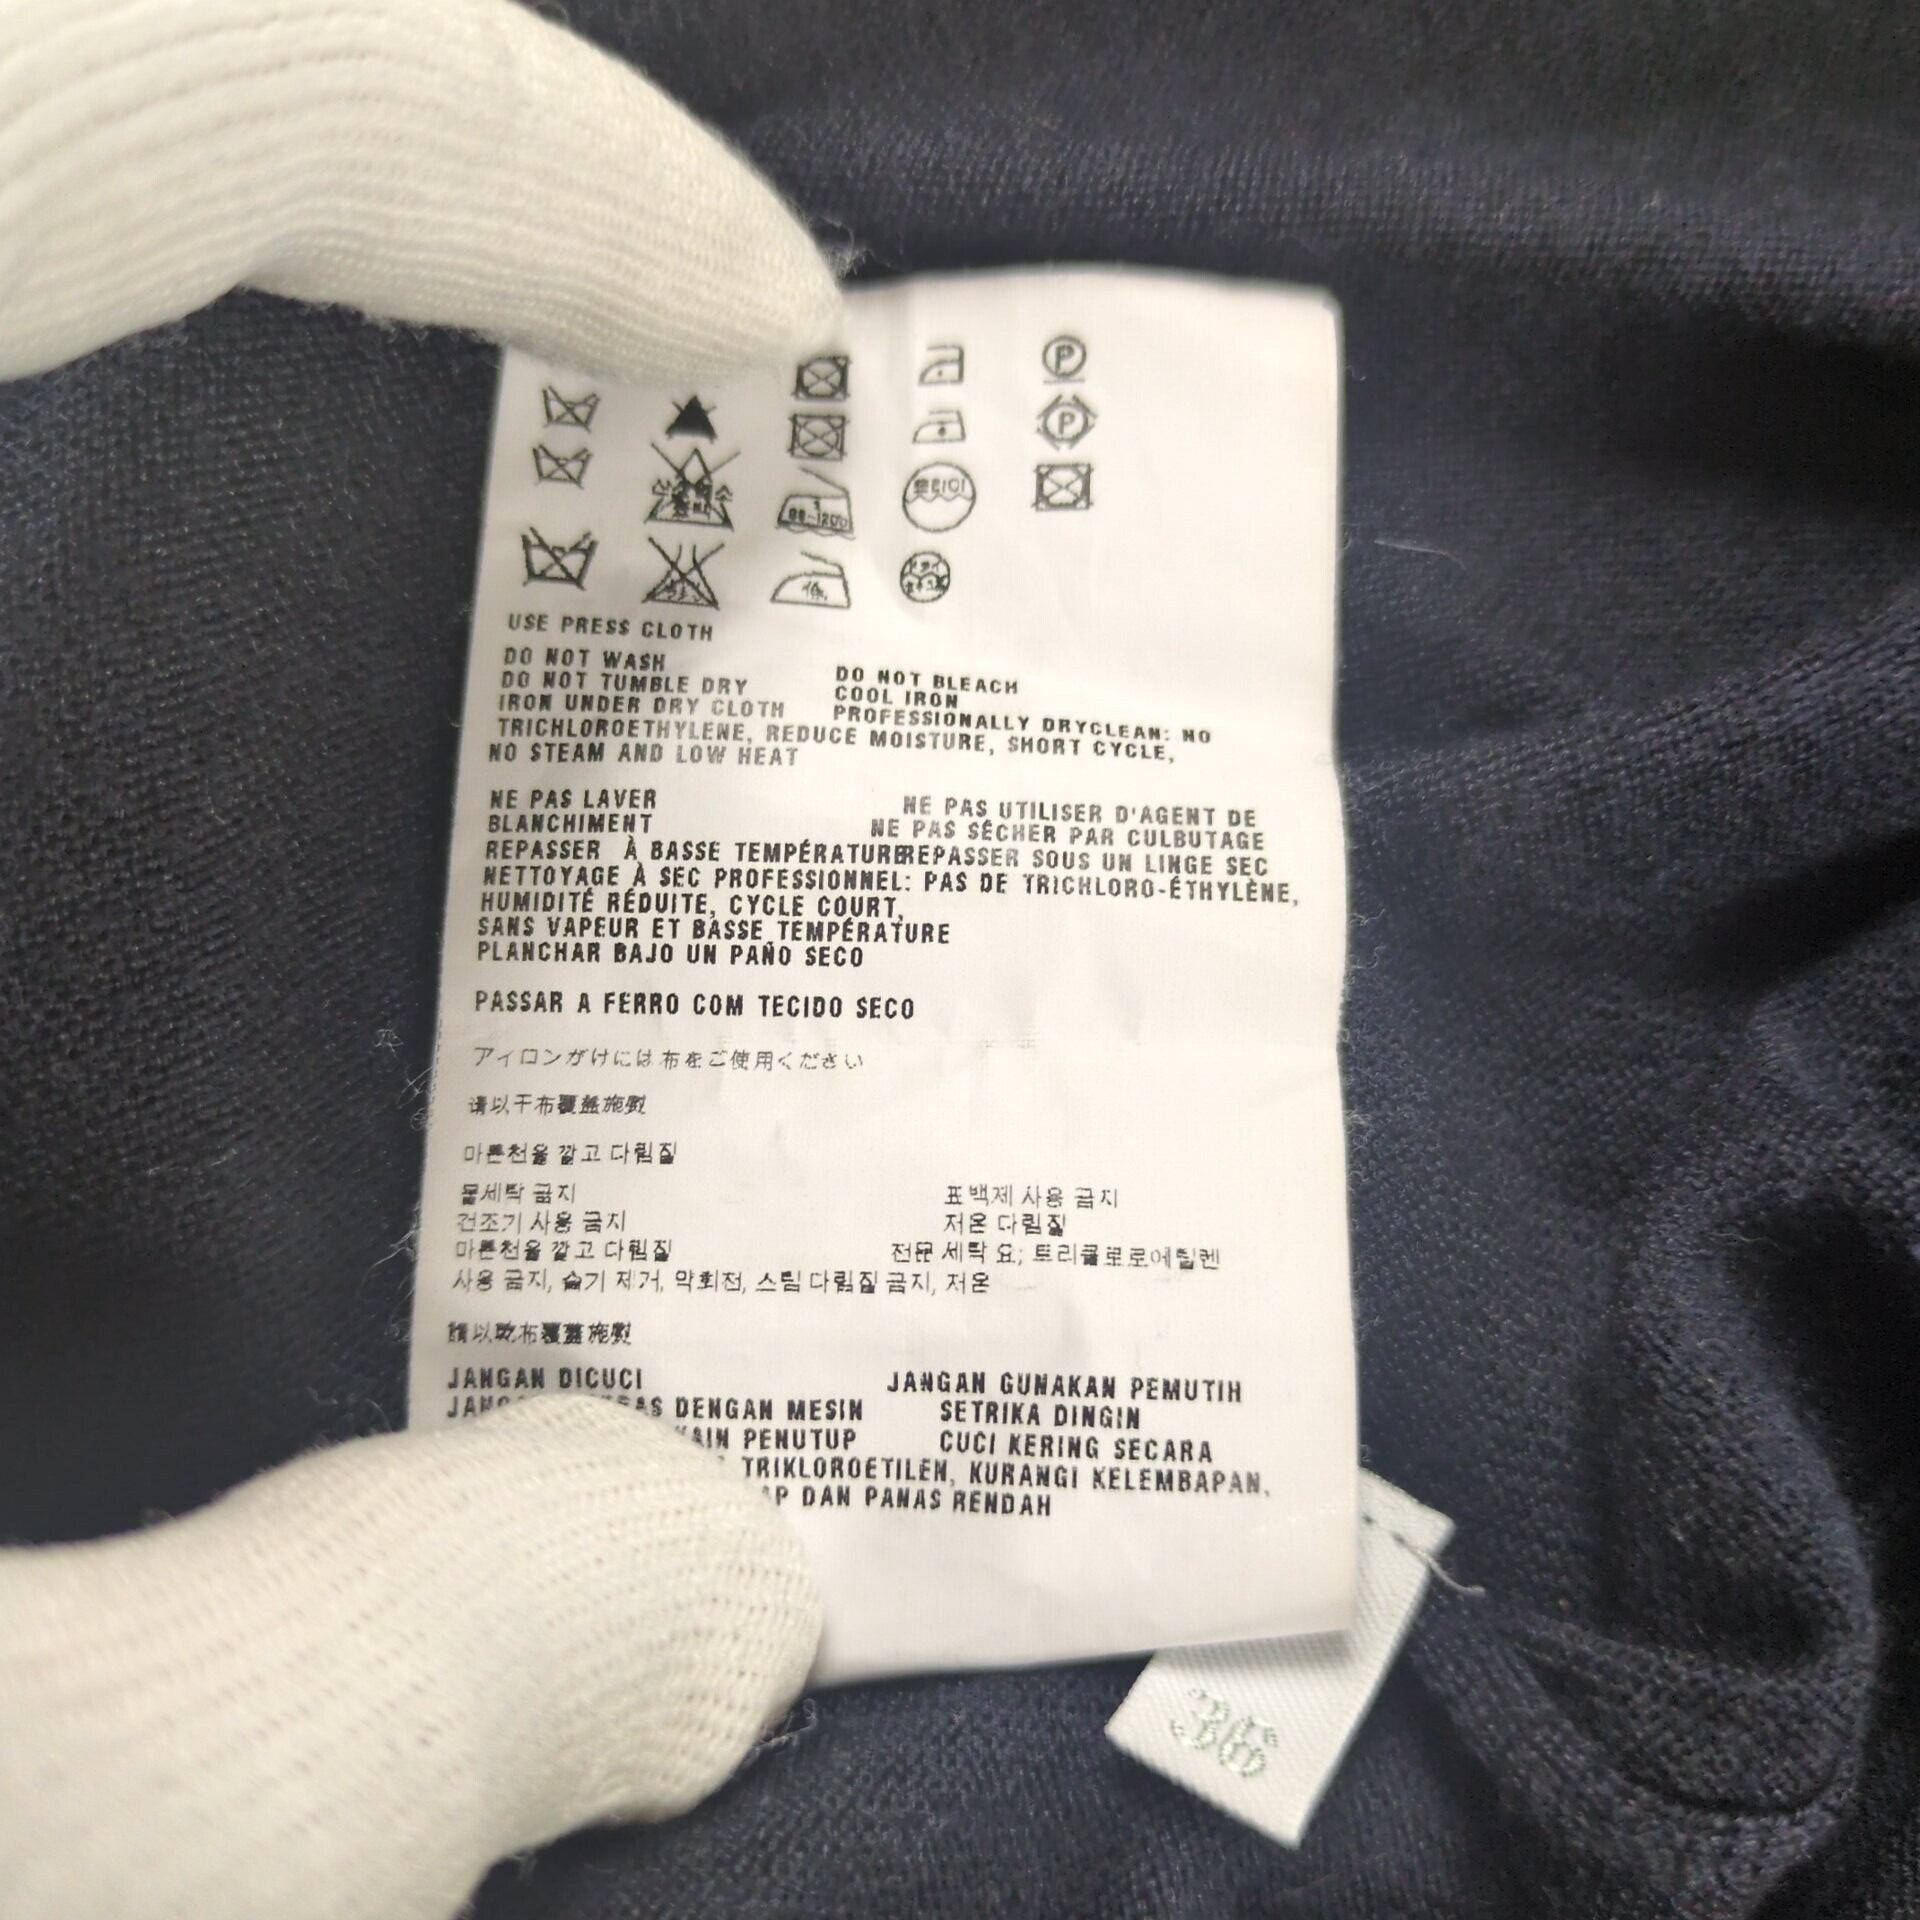 P
P
88~120℃
低
USE PRESS CLOTH
DO NOT WASH
DO NOT BLEACH
DO NOT TUMBLE DRY
COOL IRON
IRON UNDER DRY CLOTH
PROFESSIONALLY DRYCLEAN: NO
TRICHLOROETHYLENE, REDUCE MOISTURE, SHORT CYCLE,
NO STEAM AND LOW HEAT
NE PAS LAVER
NE PAS UTILISER D'AGENT DE
BLANCHIMENT
NE PAS SÉCHER PAR CULBUTAGE
REPASSER À BASSE TEMPÉRATURE
REPASSER SOUS UN LINGE SEC
NETTOYAGE À SEC PROFESSIONNEL: PAS DE TRICHLORO-ÉTHYLÈNE,
HUMIDITÉ RÉDUITE, CYCLE COURT,
SANS VAPEUR ET BASSE TEMPÉRATURE
PLANCHAR BAJO UN PAÑO SECO
PASSAR A FERRO COM TECIDO SECO
アイロンがけには布をご使用ください
请以干布覆盖施熨
마른천을 깔고 다림질
물세탁 금지
표백제 사용 금지
건조기 사용 금지
저온 다림질
마른천을 깔고 다림질
전문 세탁 요; 트리클로로에틸렌
사용 금지, 습기 제거, 약회전, 스팀 다림질 금지, 저온
請以乾布覆蓋施熨
JANGAN DICUCI
JANGAN GUNAKAN PEMUTIH
DENGAN MESIN
SETRIKA DINGIN
PENUTUP
CUCI KERING SECARA
TRIKLOROETILEN, KURANGI KELEMBAPAN,
DAN PANAS RENDAH
36